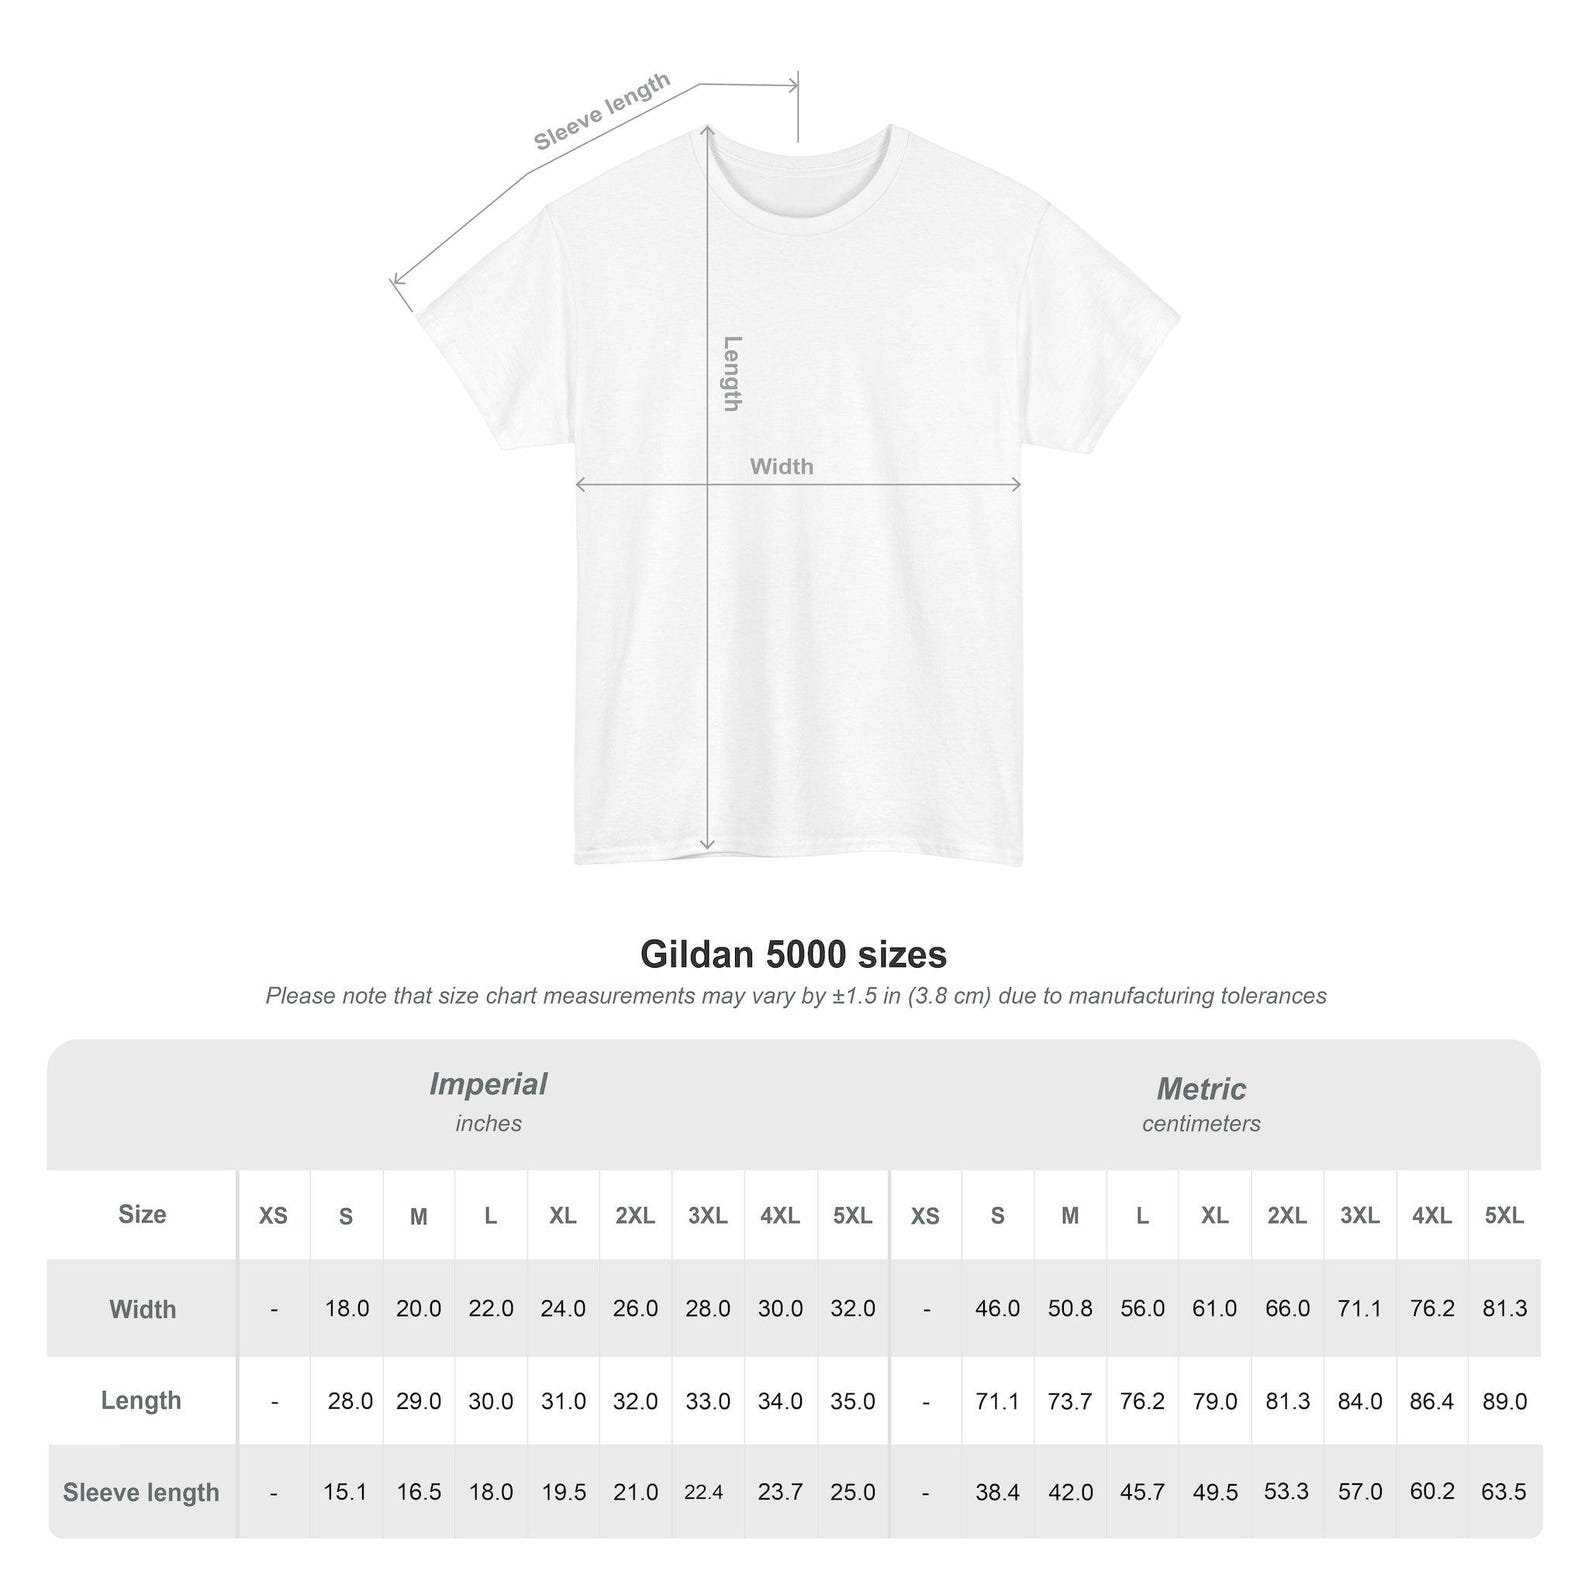 Sleeve length
Length
Width
Gildan 5000 sizes
Please note that size chart measurements may vary by ±1.5 in (3.8 cm) due to manufacturing tolerances
Imperial Metric
inches centimeters
Size XS S M L XL 2XL 3XL 4XL 5XL XS S M L XL 2XL 3XL 4XL 5XL
Width - 18.0 20.0 22.0 24.0 26.0 28.0 30.0 32.0 - 46.0 50.8 56.0 61.0 66.0 71.1 76.2 81.3
Length - 28.0 29.0 30.0 31.0 32.0 33.0 34.0 35.0 - 71.1 73.7 76.2 79.0 81.3 84.0 86.4 89.0
Sleeve length - 15.1 16.5 18.0 19.5 21.0 22.4 23.7 25.0 - 38.4 42.0 45.7 49.5 53.3 57.0 60.2 63.5